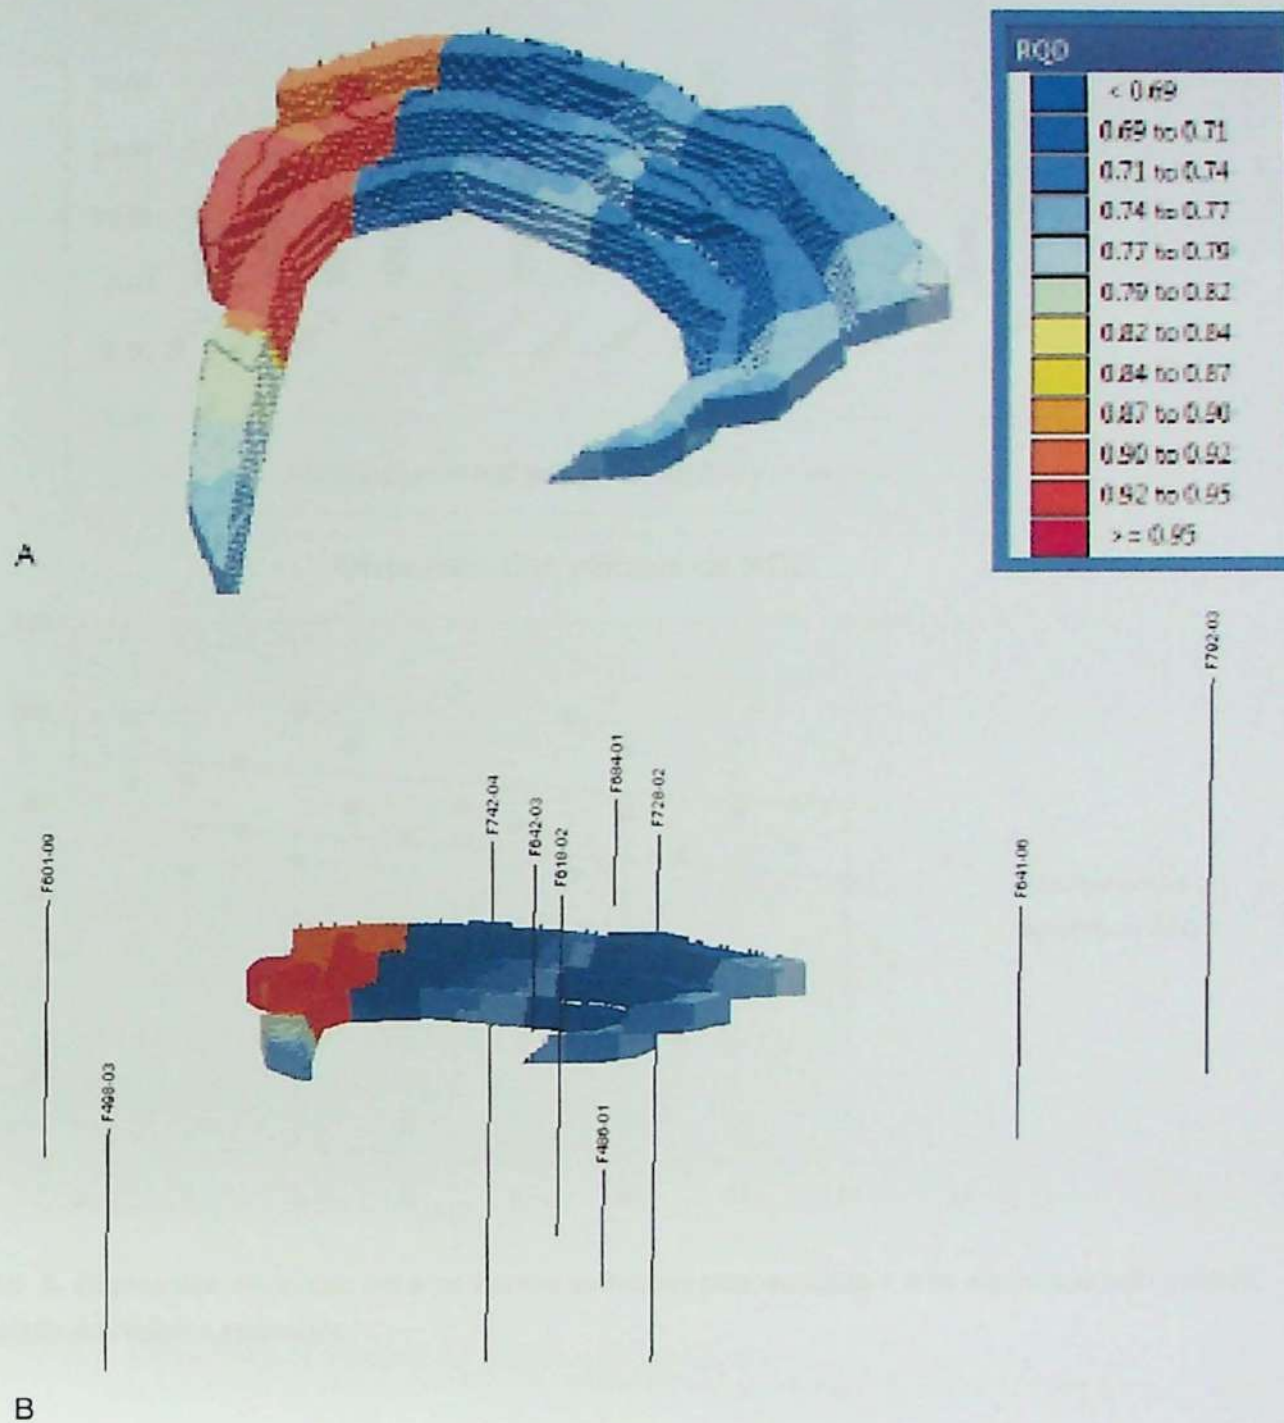 RQD
< 0.69
0.69 to 0.71
0.71 to 0.74
0.74 to 0.77
0.77 to 0.79
0.79 to 0.82
0.82 to 0.84
0.84 to 0.87
0.87 to 0.90
0.90 to 0.92
0.92 to 0.95
>= 0.95
A
F792-03
F684-01
F728-02
F742-04
F642-03
F618-02
F601-09
F641-06
F498-03
F486-01
B